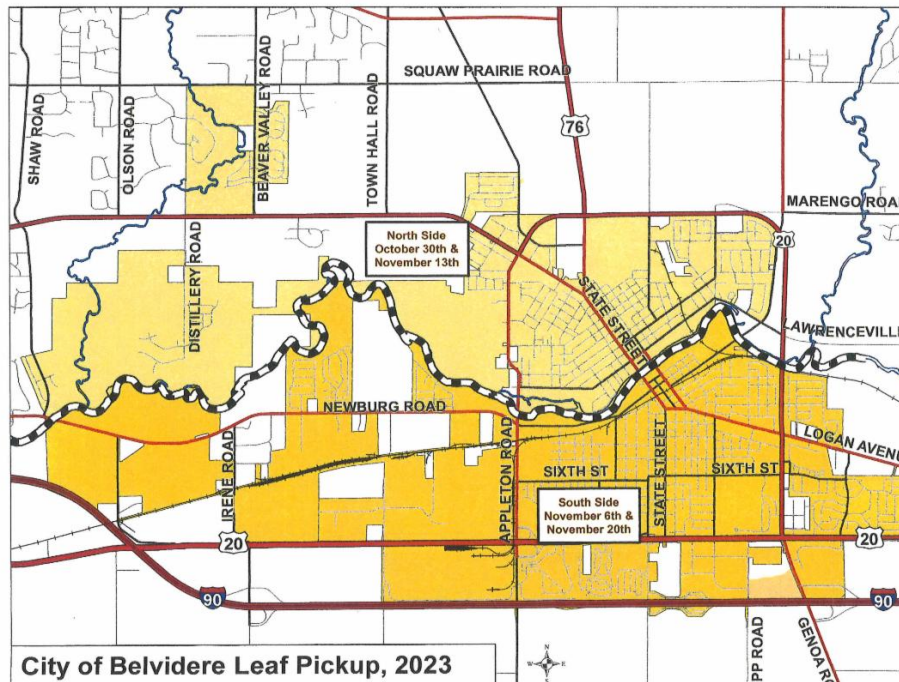 SQUAW PRAIRIE ROAD
SHAW ROAD
OLSON ROAD
BEAVER VALLEY ROAD
TOWN HALL ROAD
76
MARENGO ROAD
North Side
October 30th &
November 13th
20
DISTILLERY ROAD
STATE STREET
LAWRENCEVILLE
NEWBURG ROAD
LOGAN AVENU
IRENE ROAD
APPLETON ROAD
SIXTH ST
STATE STREET
SIXTH ST
South Side
November 6th &
November 20th
20
20
90
90
PP ROAD
GENOA RO
City of Belvidere Leaf Pickup, 2023
N
W
E
S